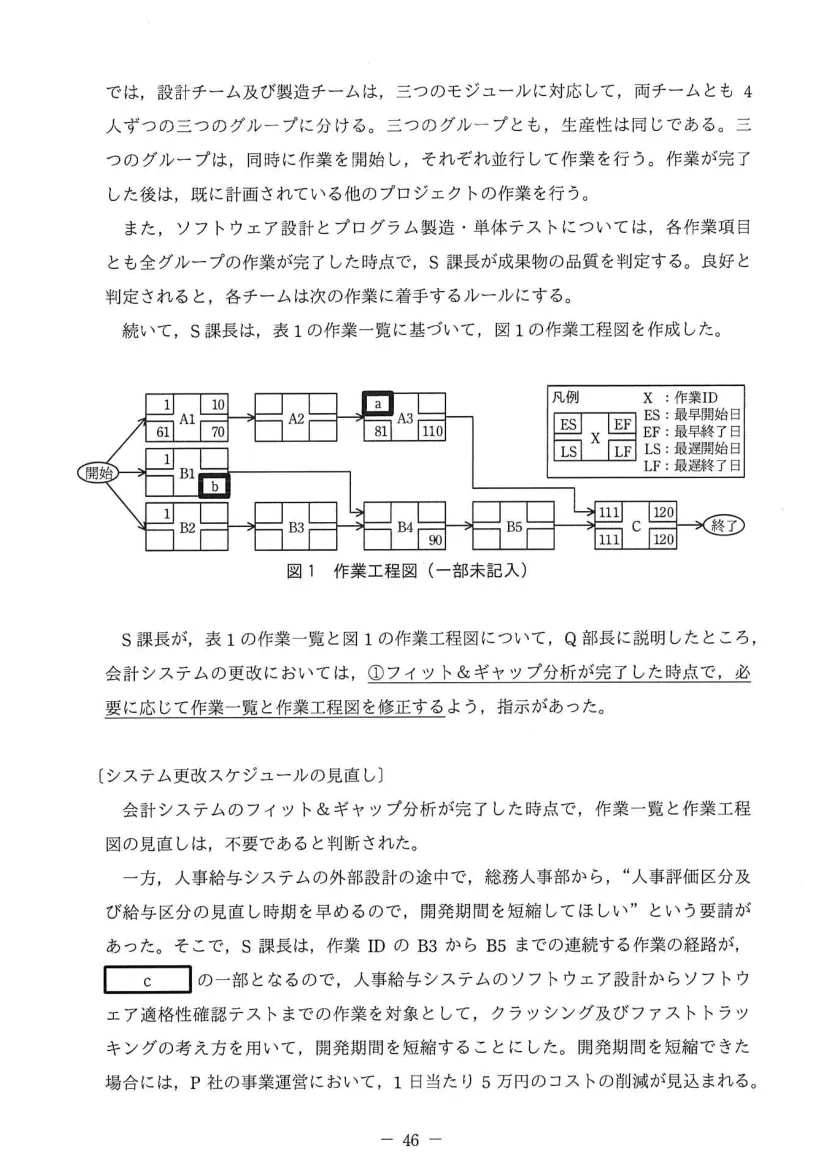 では，設計チーム及び製造チームは，三つのモジュールに対応して，両チームとも 4
人ずつの三つのグループに分ける。三つのグループとも，生産性は同じである。三
つのグループは，同時に作業を開始し，それぞれ並行して作業を行う。作業が完了
した後は，既に計画されている他のプロジェクトの作業を行う。
また，ソフトウェア設計とプログラム製造・単体テストについては，各作業項目
とも全グループの作業が完了した時点で，S 課長が成果物の品質を判定する。良好と
判定されると，各チームは次の作業に着手するルールにする。
続いて，S 課長は，表 1 の作業一覧に基づいて，図 1 の作業工程図を作成した。
開始
1 10
A1
61 70
A2
a
A3
81 110
1
B1
b
1
B2
B3
B4
90
B5
111 120
C
111 120
終了
凡例
ES EF
X
LS LF
X ：作業ID
ES：最早開始日
EF：最早終了日
LS：最遅開始日
LF：最遅終了日
図 1 作業工程図（一部未記入）
S 課長が，表 1 の作業一覧と図 1 の作業工程図について，Q 部長に説明したところ，
会計システムの更改においては，①フィット＆ギャップ分析が完了した時点で，必
要に応じて作業一覧と作業工程図を修正するよう，指示があった。
〔システム更改スケジュールの見直し〕
会計システムのフィット＆ギャップ分析が完了した時点で，作業一覧と作業工程
図の見直しは，不要であると判断された。
一方，人事給与システムの外部設計の途中で，総務人事部から，“人事評価区分及
び給与区分の見直し時期を早めるので，開発期間を短縮してほしい”という要請が
あった。そこで，S 課長は，作業 ID の B3 から B5 までの連続する作業の経路が，
c の一部となるので，人事給与システムのソフトウェア設計からソフトウ
ェア適格性確認テストまでの作業を対象として，クラッシング及びファストトラッ
キングの考え方を用いて，開発期間を短縮することにした。開発期間を短縮できた
場合には，P 社の事業運営において，1 日当たり 5 万円のコストの削減が見込まれる。
－ 46 －